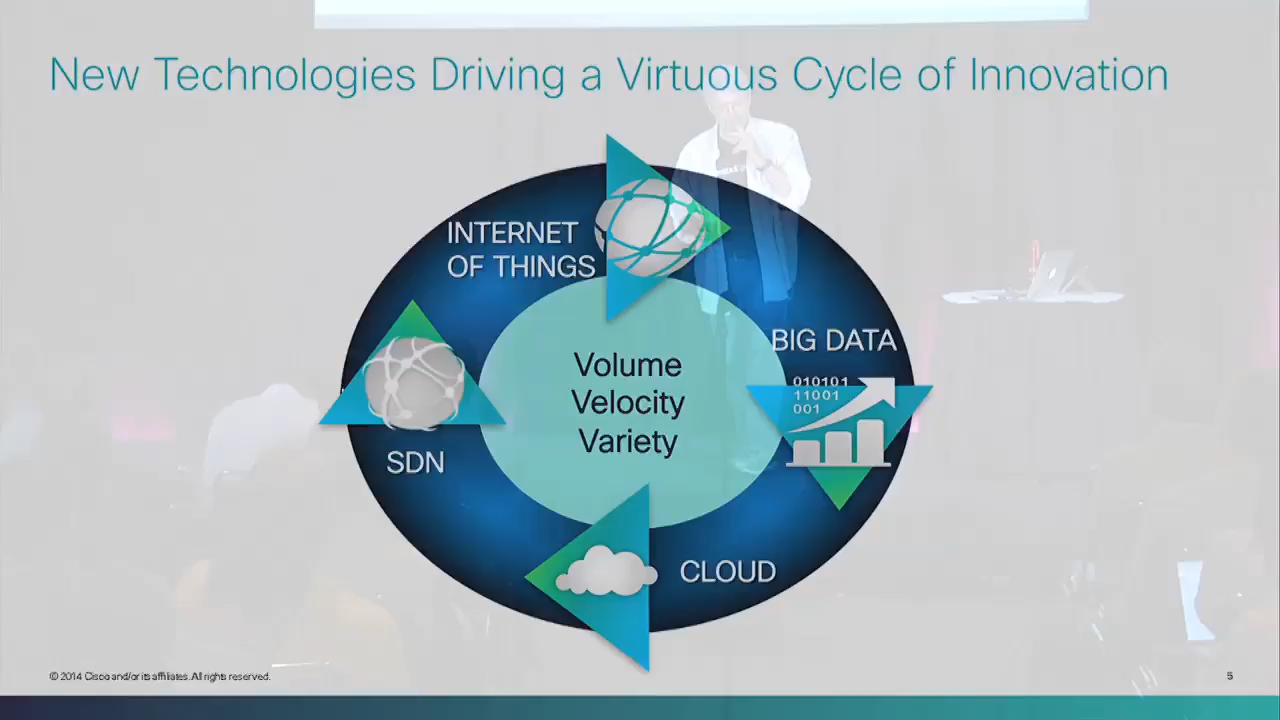 New Technologies Driving a Virtuous Cycle of Innovation
INTERNET
OF THINGS
BIG DATA
010101
11001
001
Volume
Velocity
Variety
SDN
CLOUD
© 2014 Cisco and/or its affiliates. All rights reserved.
5